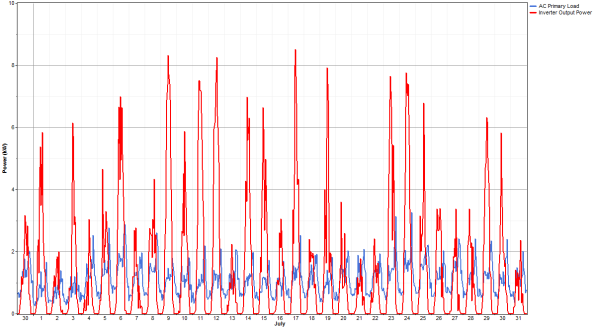 10
AC Primary Load
Inverter Output Power
8
6
Power (kW)
4
2
0
30 1 2 3 4 5 6 7 8 9 10 11 12 13 14 15 16 17 18 19 20 21 22 23 24 25 26 27 28 29 30 31
July